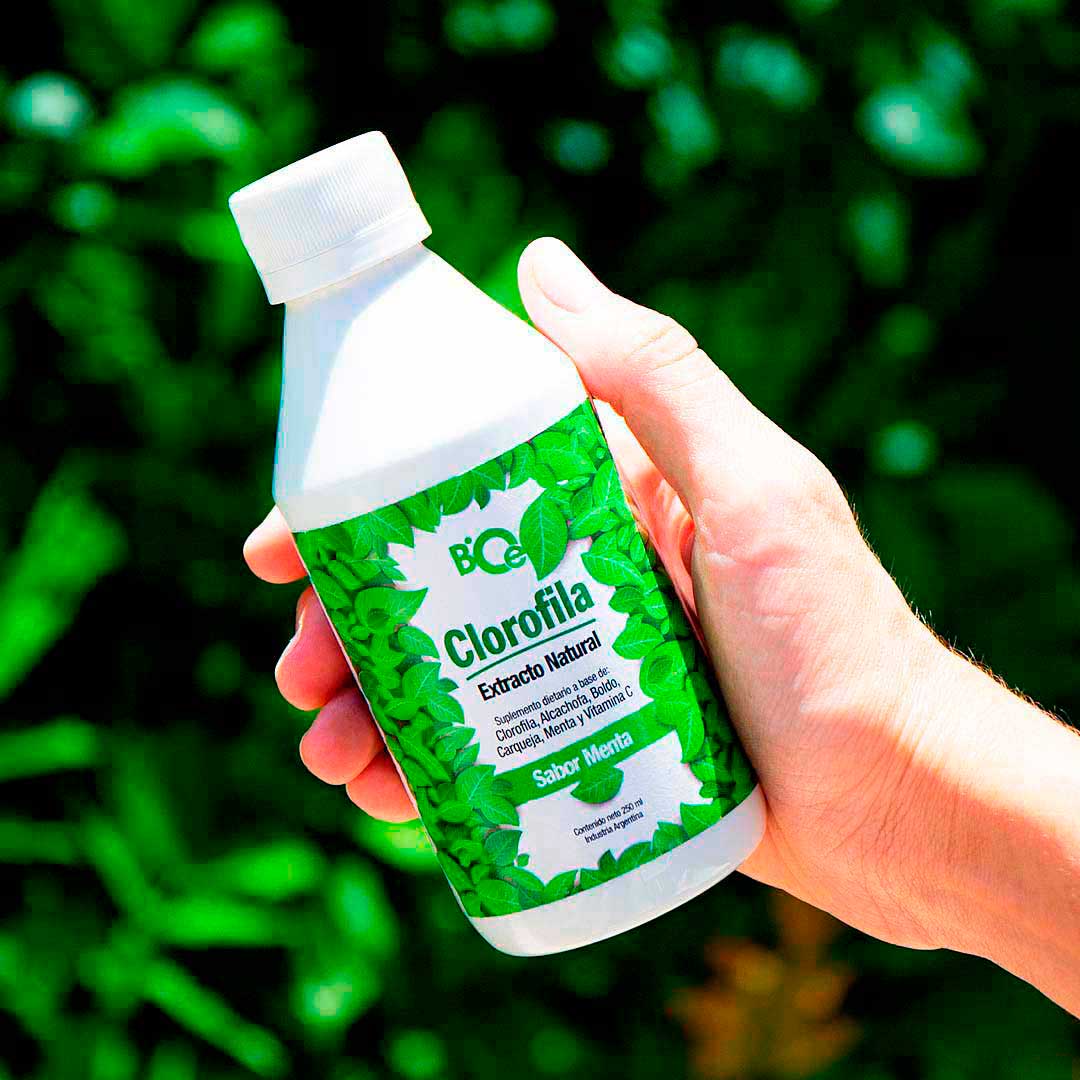 BiOe
Clorofila
Extracto Natural
Suplemento dietario a base de:
Clorofila, Alcachofa, Boldo,
Carqueja, Menta y Vitamina C
Sabor Menta
Contenido neto 250 ml
Industria Argentina